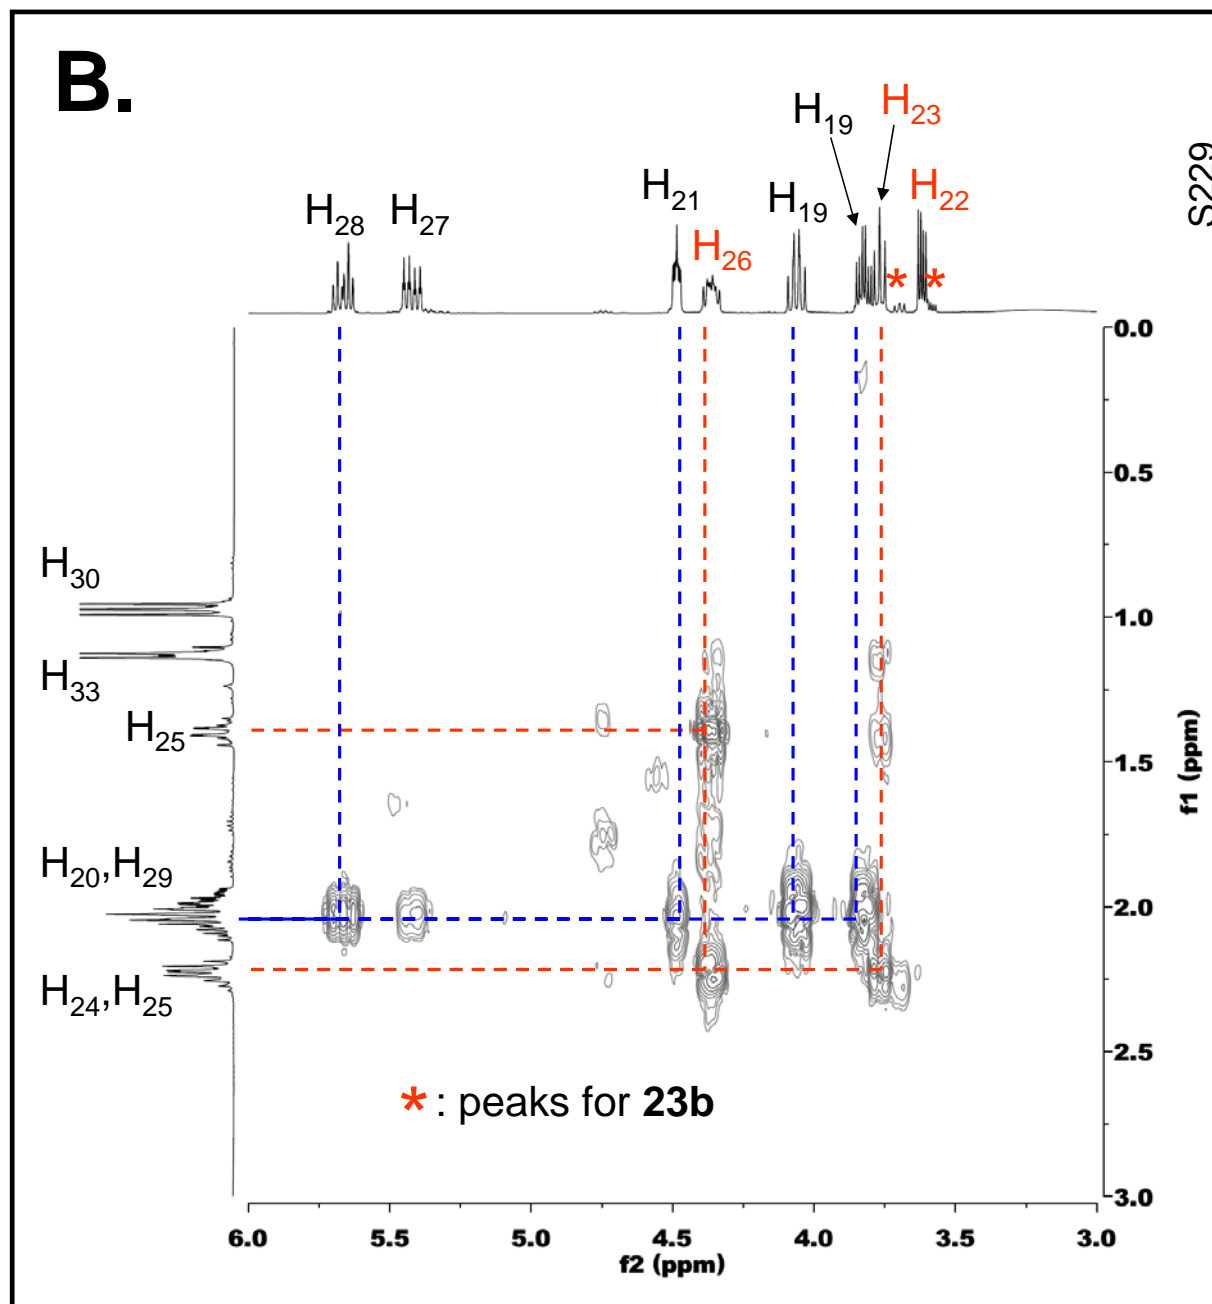 B.
S229
H19
H23
H28
H27
H21
H26
H19
H22
* *
0.0
0.5
H30
1.0
H33
H25
1.5
f1 (ppm)
H20,H29
2.0
H24,H25
2.5
* : peaks for 23b
3.0
6.0 5.5 5.0 4.5 4.0 3.5 3.0
f2 (ppm)